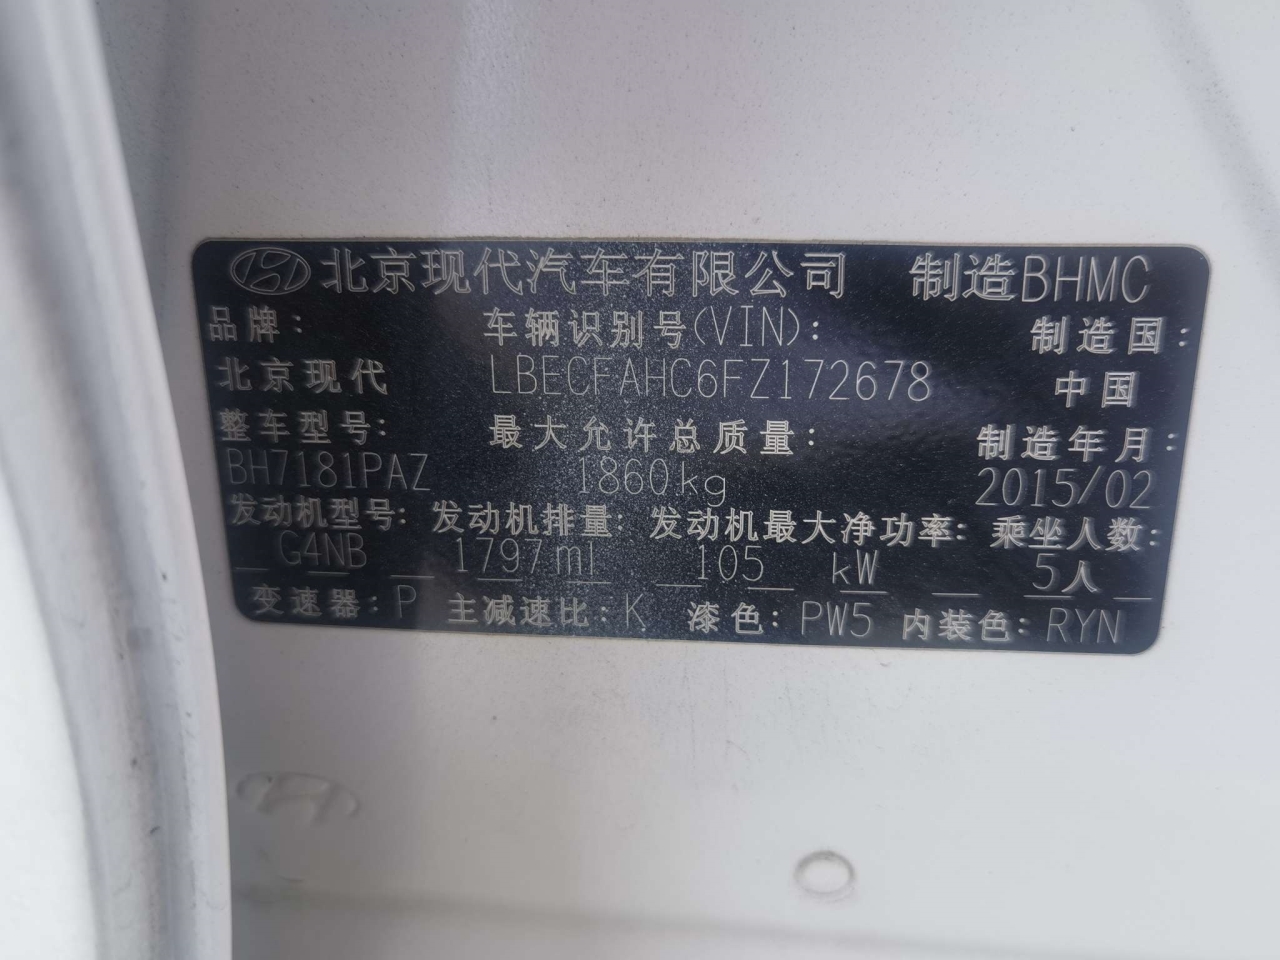 北京现代汽车有限公司 制造BHMC
品牌: 车辆识别号(VIN): 制造国:
北京现代 LBECFAHC6FZ172678 中国
整车型号: 最大允许总质量: 制造年月:
BH7181PAZ 1860kg 2015/02
发动机型号: 发动机排量: 发动机最大净功率: 乘坐人数:
G4NB 1797ml 105 kW 5人
变速器: P 主减速比: K 漆色: PW5 内装色: RYN